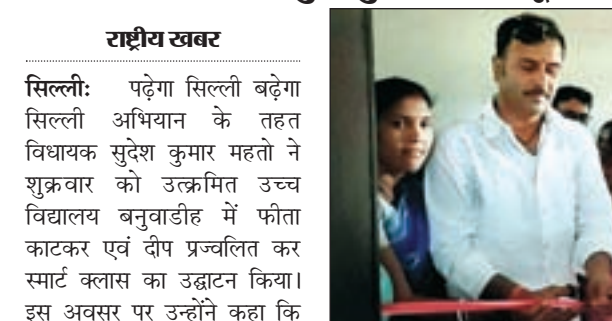 राष्ट्रीय खबर
सिल्लीः पढ़ेगा सिल्ली बढ़ेगा
सिल्ली अभियान के तहत
विधायक सुदेश कुमार महतो ने
शुक्रवार को उत्क्रमित उच्च
विद्यालय बनुवाडीह में फीता
काटकर एवं दीप प्रज्वलित कर
स्मार्ट क्लास का उद्घाटन किया।
इस अवसर पर उन्होंने कहा कि